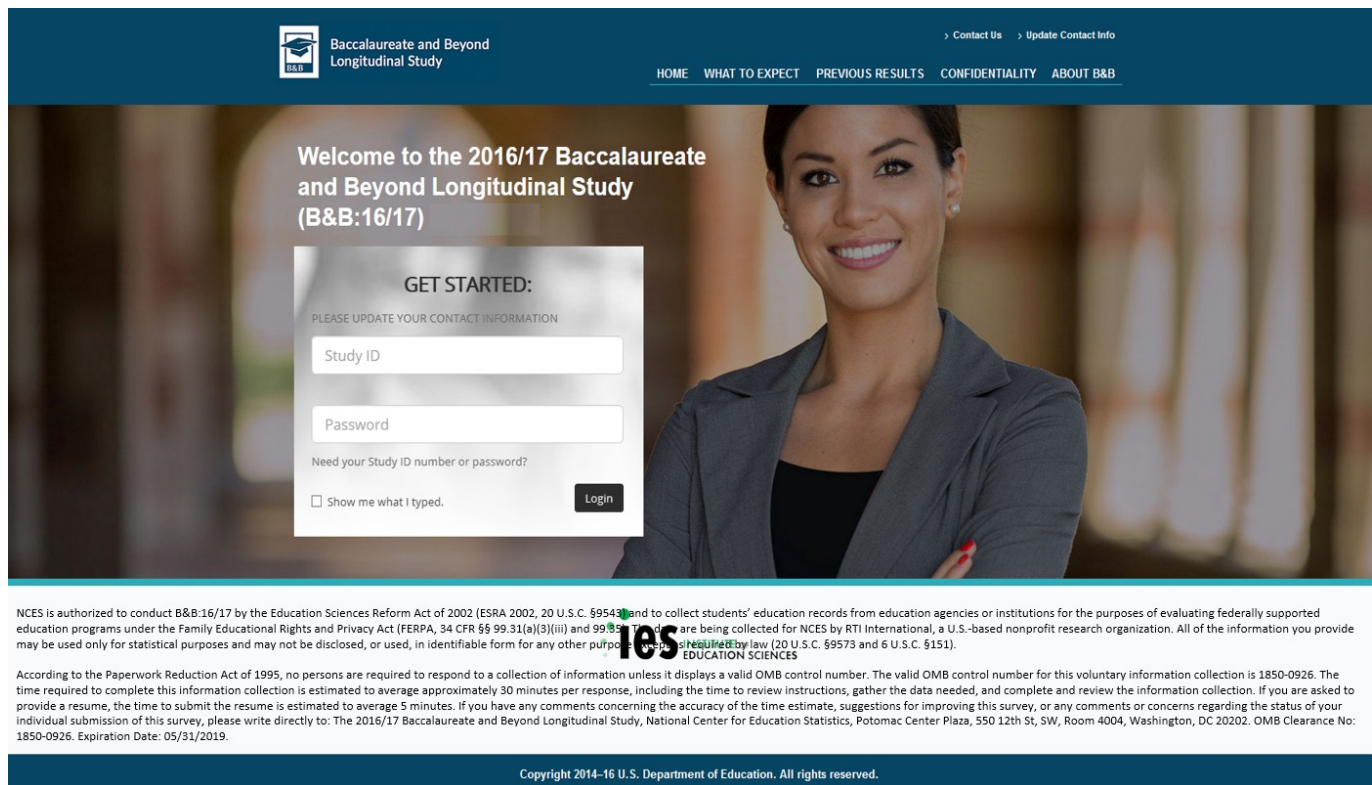 B&B
Baccalaureate and Beyond
Longitudinal Study
› Contact Us › Update Contact Info
HOME WHAT TO EXPECT PREVIOUS RESULTS CONFIDENTIALITY ABOUT B&B
Welcome to the 2016/17 Baccalaureate
and Beyond Longitudinal Study
(B&B:16/17)
GET STARTED:
PLEASE UPDATE YOUR CONTACT INFORMATION
Study ID
Password
Need your Study ID number or password?
Show me what I typed.
Login
NCES is authorized to conduct B&B:16/17 by the Education Sciences Reform Act of 2002 (ESRA 2002, 20 U.S.C. §9543) and to collect students’ education records from education agencies or institutions for the purposes of evaluating federally supported
education programs under the Family Educational Rights and Privacy Act (FERPA, 34 CFR §§ 99.31(a)(3)(iii) and 99.35). The data are being collected for NCES by RTI International, a U.S.-based nonprofit research organization. All of the information you provide
may be used only for statistical purposes and may not be disclosed, or used, in identifiable form for any other purpose except as required by law (20 U.S.C. §9573 and 6 U.S.C. §151).
ies
EDUCATION SCIENCES
According to the Paperwork Reduction Act of 1995, no persons are required to respond to a collection of information unless it displays a valid OMB control number. The valid OMB control number for this voluntary information collection is 1850-0926. The
time required to complete this information collection is estimated to average approximately 30 minutes per response, including the time to review instructions, gather the data needed, and complete and review the information collection. If you are asked to
provide a resume, the time to submit the resume is estimated to average 5 minutes. If you have any comments concerning the accuracy of the time estimate, suggestions for improving this survey, or any comments or concerns regarding the status of your
individual submission of this survey, please write directly to: The 2016/17 Baccalaureate and Beyond Longitudinal Study, National Center for Education Statistics, Potomac Center Plaza, 550 12th St, SW, Room 4004, Washington, DC 20202. OMB Clearance No:
1850-0926. Expiration Date: 05/31/2019.
Copyright 2014–16 U.S. Department of Education. All rights reserved.